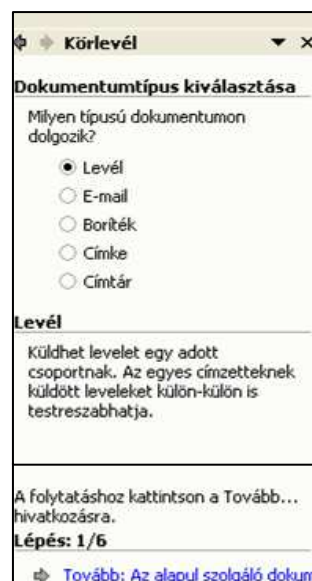 Körlevél
Dokumentumtípus kiválasztása
Milyen típusú dokumentumon
dolgozik?
Levél
E-mail
Boríték
Címke
Címtár
Levél
Küldhet levelet egy adott
csoportnak. Az egyes címzetteknek
küldött leveleket külön-külön is
testreszabhatja.
A folytatáshoz kattintson a Tovább...
hivatkozásra.
Lépés: 1/6
Tovább: Az alapul szolgáló dokum